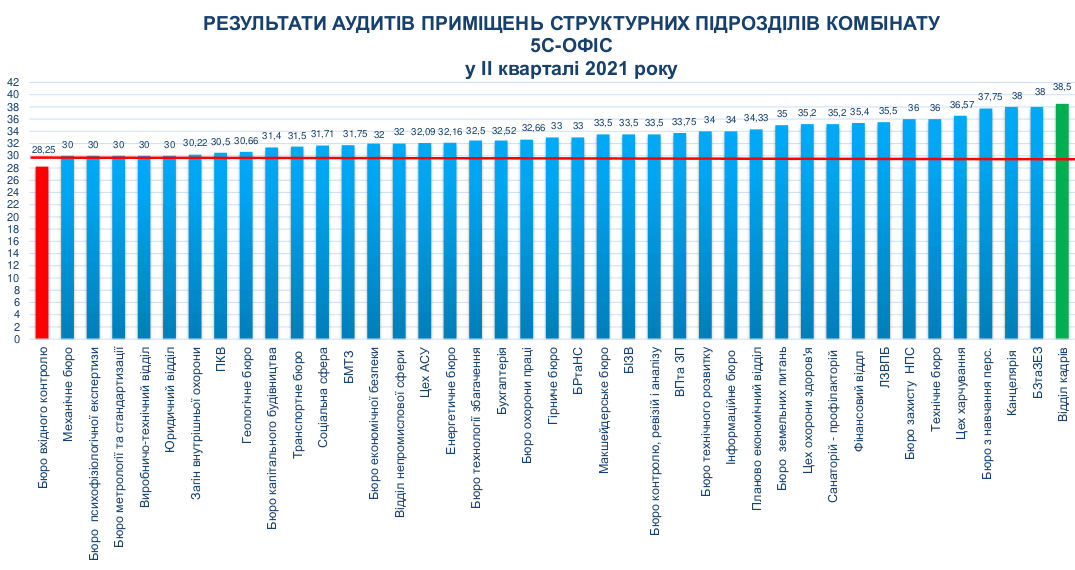 РЕЗУЛЬТАТИ АУДИТІВ ПРИМІЩЕНЬ СТРУКТУРНИХ ПІДРОЗДІЛІВ КОМБІНАТУ
5С-ОФІС
у ІІ кварталі 2021 року
42
40
38
36
34
32
30
28
26
24
22
20
18
16
14
12
10
8
6
4
2
0
28,25
30
30
30
30
30
30,22
30,5
30,66
31,4
31,5
31,71
31,75
32
32
32,09
32,16
32,5
32,52
32,66
33
33
33,5
33,5
33,5
33,75
34
34
34,33
35
35,2
35,2
35,4
35,5
36
36
36,57
37,75
38
38
38,5
Бюро вхідного контролю
Механічне бюро
Бюро психофізіологічної експертизи
Бюро метрології та стандартизації
Виробничо-технічний відділ
Юридичний відділ
Загін внутрішньої охорони
ПКВ
Геологічне бюро
Бюро капітального будівництва
Транспортне бюро
Соціальна сфера
БМТЗ
Бюро економічної безпеки
Відділ непромислової сфери
Цех АСУ
Енергетичне бюро
Бюро технології збагачення
Бухгалтерія
Бюро охорони праці
Гірниче бюро
БРтаНС
Макшейдерське бюро
БІЗВ
Бюро контролю, ревізій і аналізу
ВПта ЗП
Бюро технічного розвитку
Інформаційне бюро
Планово економічний відділ
Бюро земельних питань
Цех охорони здоров'я
Санаторій - профілакторій
Фінансовий віддл
ЛЗВПБ
Бюро захисту НПС
Технічне бюро
Цех харчування
Бюро з навчання перс.
Канцелярія
БЗтаЗЕЗ
Відділ кадрів